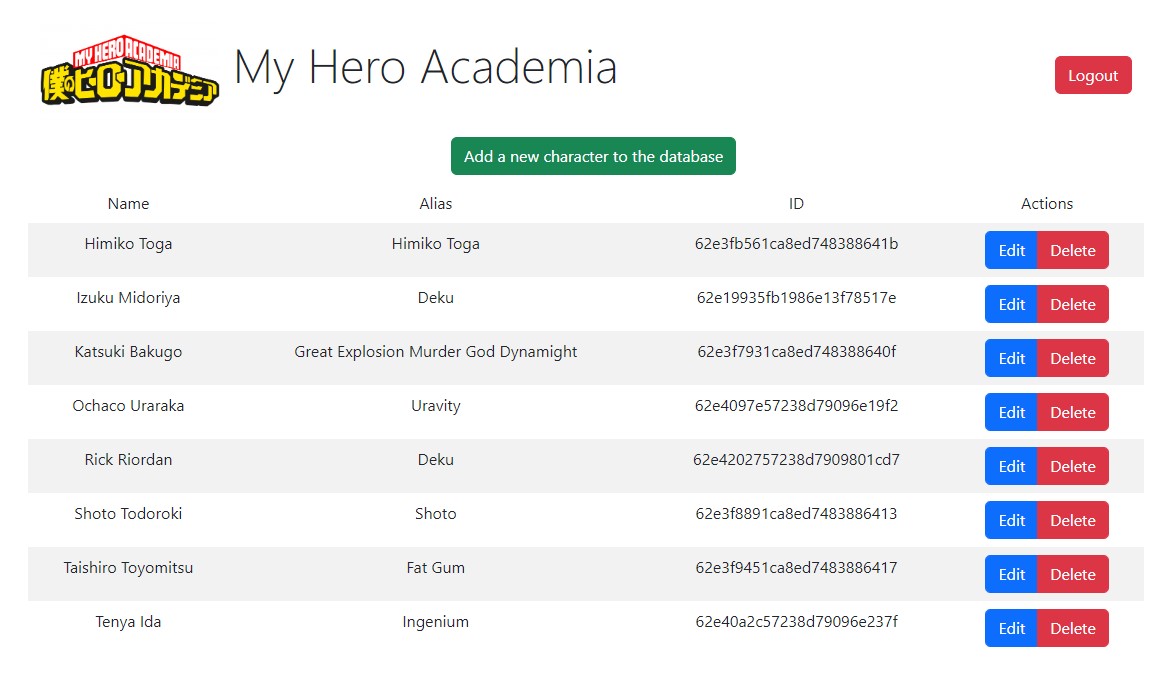 MY HERO ACADEMIA
僕のヒーローアカデミア
My Hero Academia
Logout
Add a new character to the database
Name Alias ID Actions
Himiko Toga Himiko Toga 62e3fb561ca8ed748388641b Edit Delete
Izuku Midoriya Deku 62e19935fb1986e13f78517e Edit Delete
Katsuki Bakugo Great Explosion Murder God Dynamight 62e3f7931ca8ed748388640f Edit Delete
Ochaco Uraraka Uravity 62e4097e57238d79096e19f2 Edit Delete
Rick Riordan Deku 62e4202757238d7909801cd7 Edit Delete
Shoto Todoroki Shoto 62e3f8891ca8ed7483886413 Edit Delete
Taishiro Toyomitsu Fat Gum 62e3f9451ca8ed7483886417 Edit Delete
Tenya Ida Ingenium 62e40a2c57238d79096e237f Edit Delete